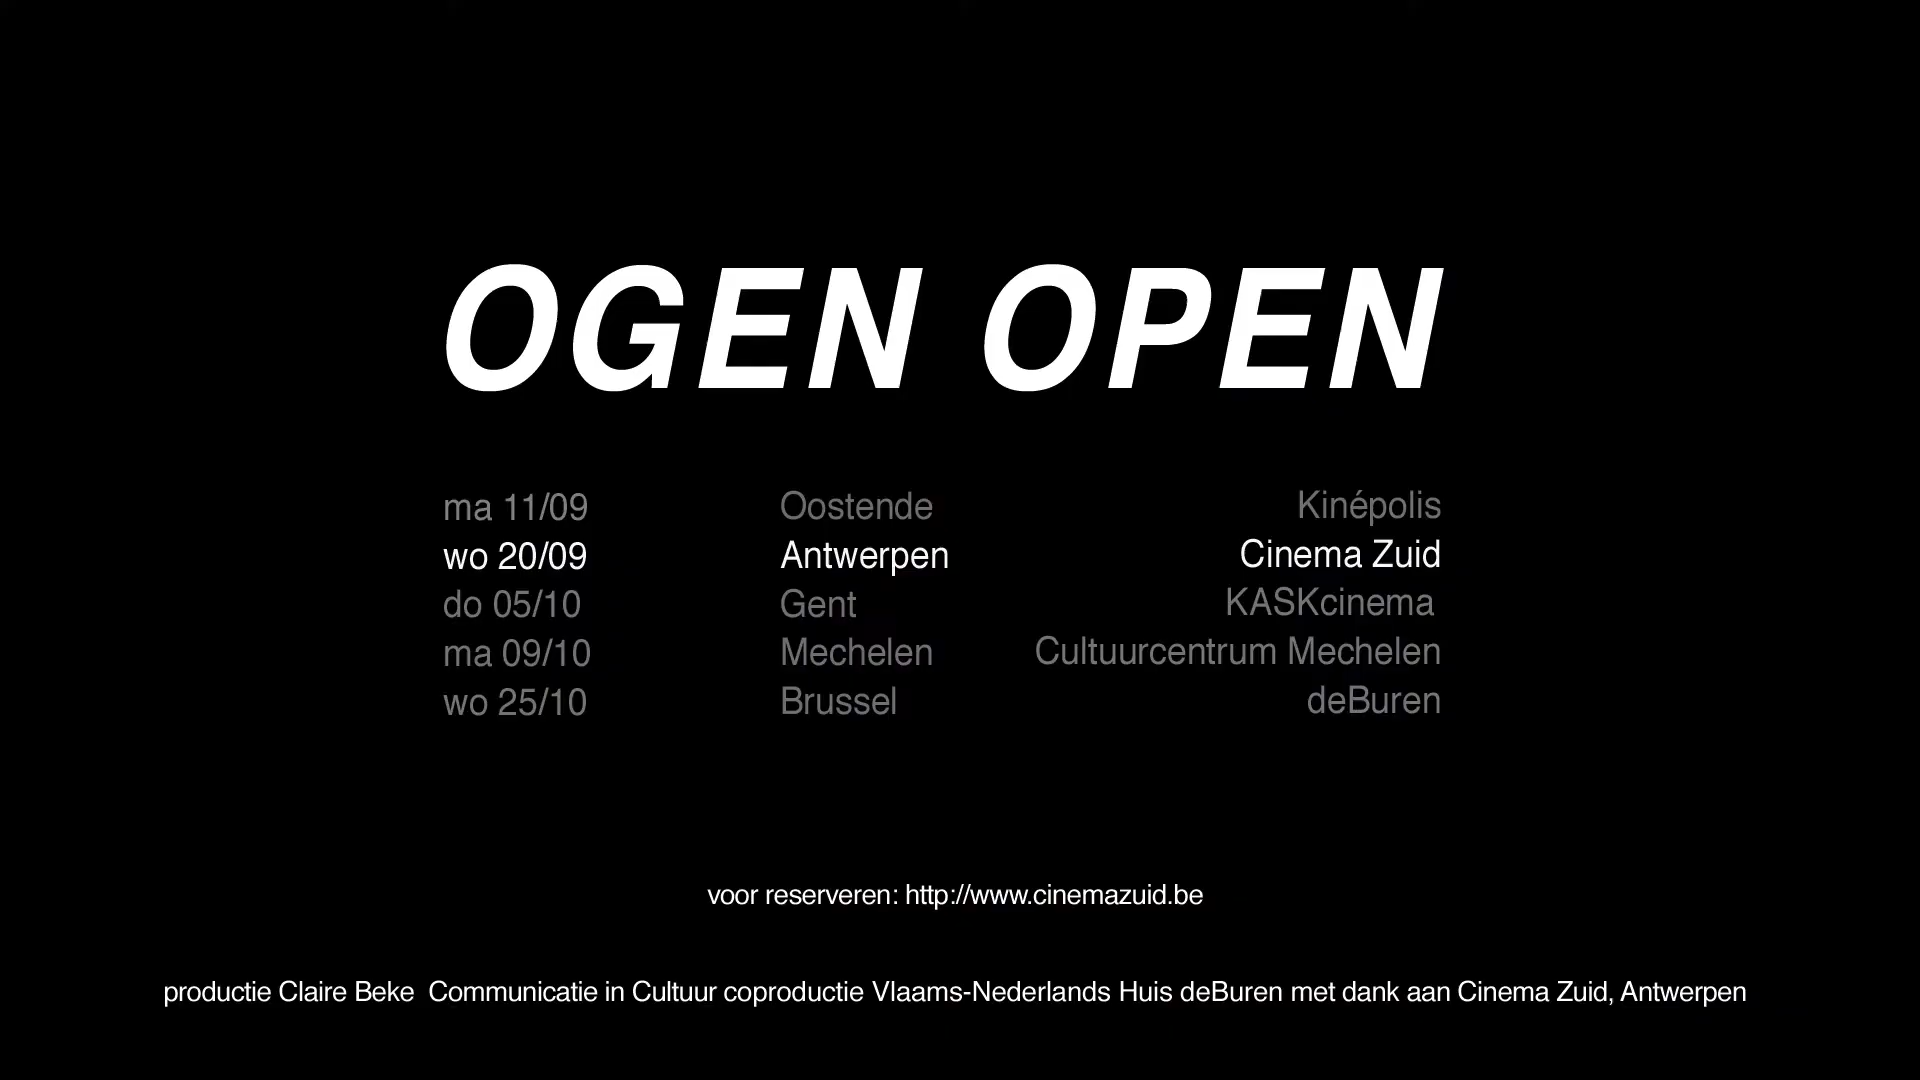 OGEN OPEN
ma 11/09 Oostende Kinépolis
wo 20/09 Antwerpen Cinema Zuid
do 05/10 Gent KASKcinema
ma 09/10 Mechelen Cultuurcentrum Mechelen
wo 25/10 Brussel deBuren
voor reserveren: http://www.cinemazuid.be
productie Claire Beke  Communicatie in Cultuur coproductie Vlaams-Nederlands Huis deBuren met dank aan Cinema Zuid, Antwerpen